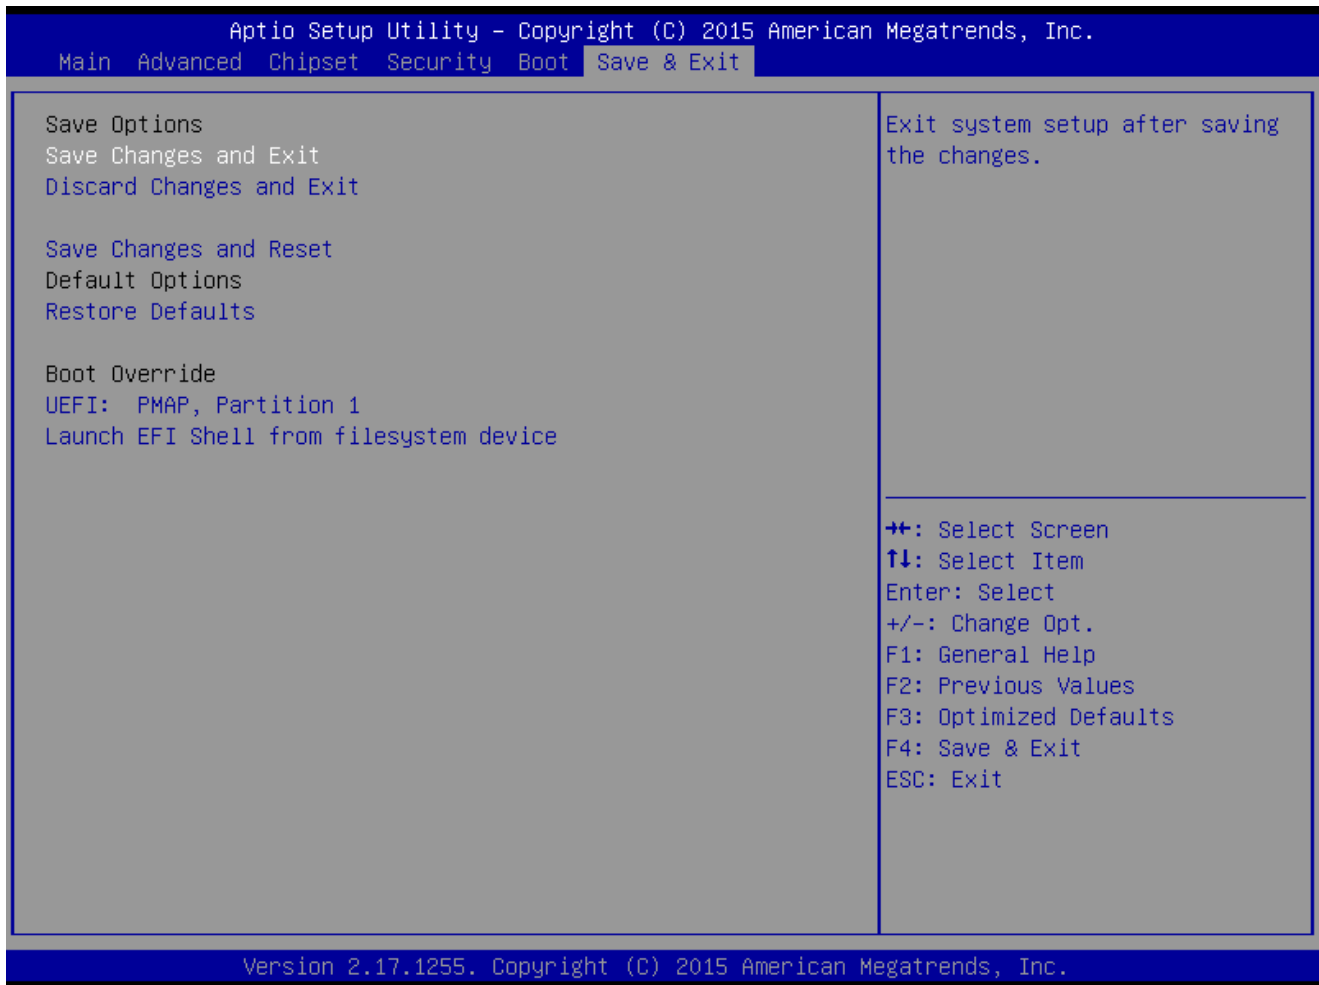 Aptio Setup Utility – Copyright (C) 2015 American Megatrends, Inc.
Main Advanced Chipset Security Boot Save & Exit
Save Options
Save Changes and Exit
Discard Changes and Exit
Save Changes and Reset
Default Options
Restore Defaults
Boot Override
UEFI: PMAP, Partition 1
Launch EFI Shell from filesystem device
Exit system setup after saving
the changes.
→←: Select Screen
↑↓: Select Item
Enter: Select
+/-: Change Opt.
F1: General Help
F2: Previous Values
F3: Optimized Defaults
F4: Save & Exit
ESC: Exit
Version 2.17.1255. Copyright (C) 2015 American Megatrends, Inc.